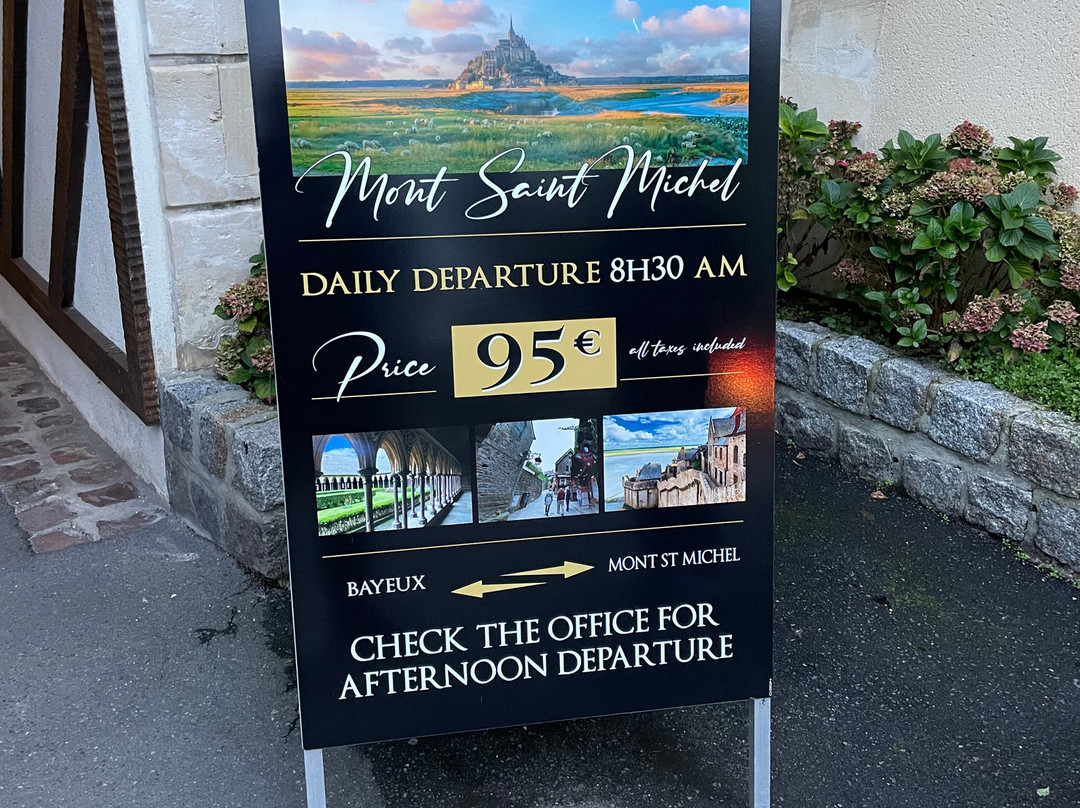 Mont Saint Michel
DAILY DEPARTURE 8H30 AM
Price 95€ all taxes included
BAYEUX MONT ST MICHEL
CHECK THE OFFICE FOR
AFTERNOON DEPARTURE